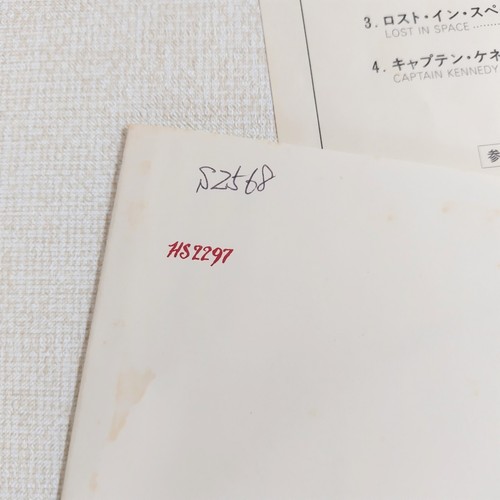 3. ロスト・イン・スペ
LOST IN SPACE ........
4. キャプテン・ケネ
CAPTAIN KENNEDY
参
S2568
HS2297